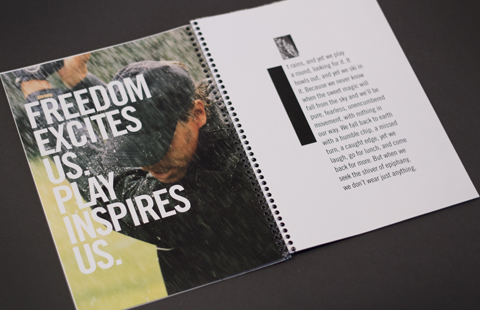 FREEDOM
EXCITES
US.
PLAY
INSPIRES
US.
It rains, and yet we play
a round, looking for it. It
howls out, and yet we ski in
it. Because we never know
when the sweet magic will
fall from the sky and we'll be
pure, fearless, unencumbered
movement, with nothing in
our way. We fall back to earth
with a humble chip, a missed
turn, a caught edge, yet we
laugh, go for lunch, and come
back for more. But when we
seek the shiver of epiphany,
we don't wear just anything.